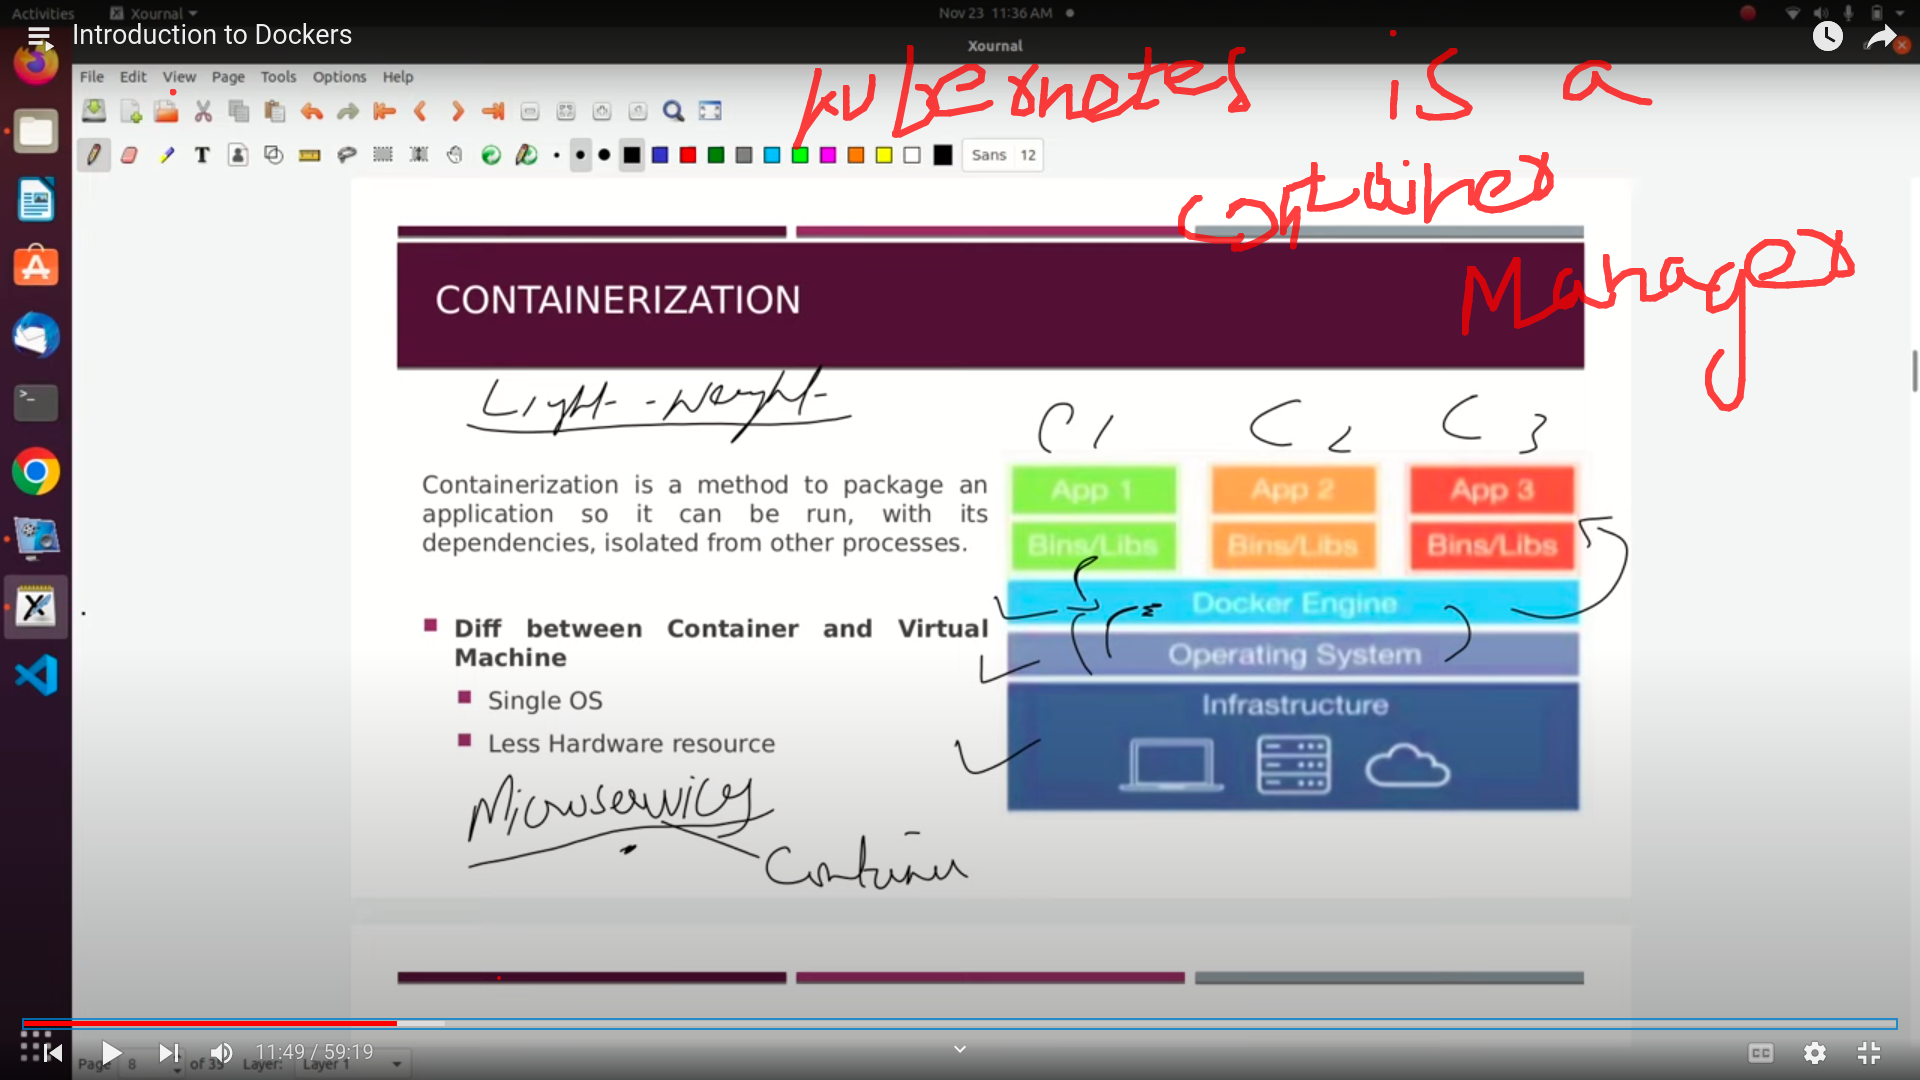 Activities
Xournal
Nov 23 11:36 AM
Introduction to Dockers
Xournal
File Edit View Page Tools Options Help
Kubernetes is a
Sans 12
container
Manager
CONTAINERIZATION
Light - Weight
C1 C2 C3
Containerization is a method to package an
application so it can be run, with its
dependencies, isolated from other processes.
App 1 App 2 App 3
Bins/Libs Bins/Libs Bins/Libs
Docker Engine
Operating System
Infrastructure
Diff between Container and Virtual
Machine
Single OS
Less Hardware resource
Microservices
Container
11:49 / 59:19
CC
Page 8 of 35 Layer: Layer 1